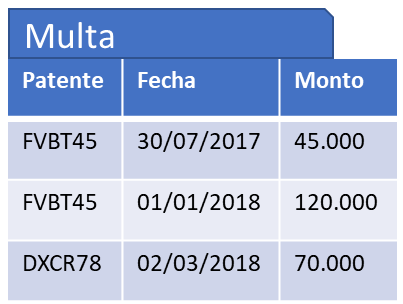 Multa
Patente Fecha Monto
FVBT45 30/07/2017 45.000
FVBT45 01/01/2018 120.000
DXCR78 02/03/2018 70.000